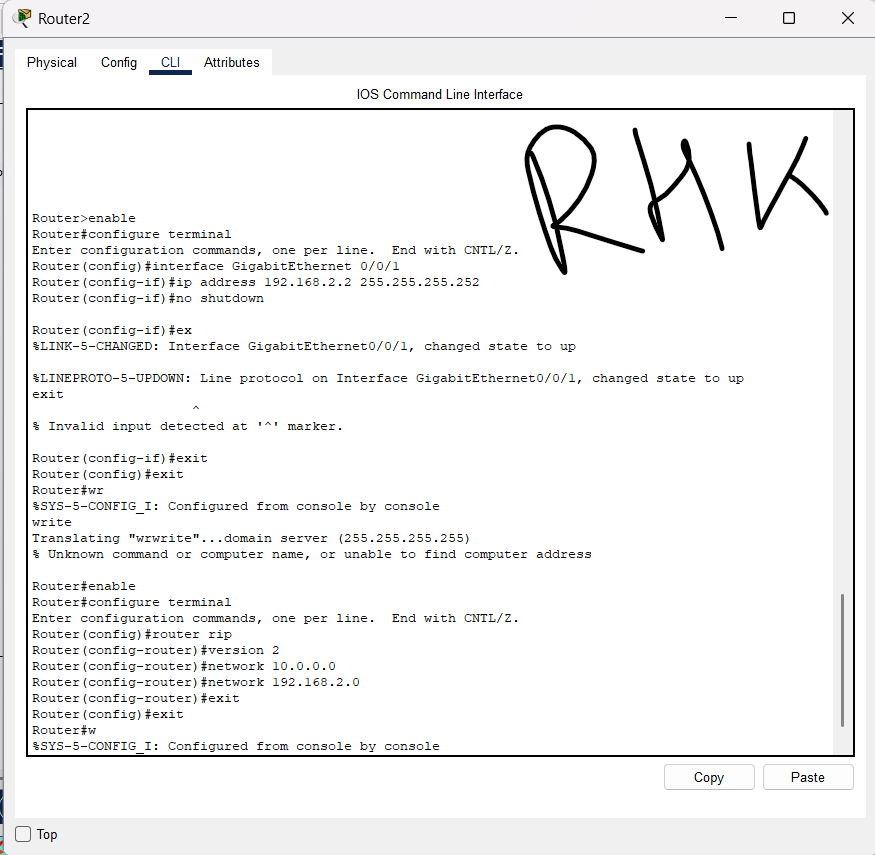 Router2
Physical Config CLI Attributes
IOS Command Line Interface
RHK
Router>enable
Router#configure terminal
Enter configuration commands, one per line.  End with CNTL/Z.
Router(config)#interface GigabitEthernet 0/0/1
Router(config-if)#ip address 192.168.2.2 255.255.255.252
Router(config-if)#no shutdown
Router(config-if)#ex
%LINK-5-CHANGED: Interface GigabitEthernet0/0/1, changed state to up
%LINEPROTO-5-UPDOWN: Line protocol on Interface GigabitEthernet0/0/1, changed state to up
exit
^
% Invalid input detected at '^' marker.
Router(config-if)#exit
Router(config)#exit
Router#wr
%SYS-5-CONFIG_I: Configured from console by console
write
Translating "wrwrite"...domain server (255.255.255.255)
% Unknown command or computer name, or unable to find computer address
Router#enable
Router#configure terminal
Enter configuration commands, one per line.  End with CNTL/Z.
Router(config)#router rip
Router(config-router)#version 2
Router(config-router)#network 10.0.0.0
Router(config-router)#network 192.168.2.0
Router(config-router)#exit
Router(config)#exit
Router#w
%SYS-5-CONFIG_I: Configured from console by console
Copy Paste
Top